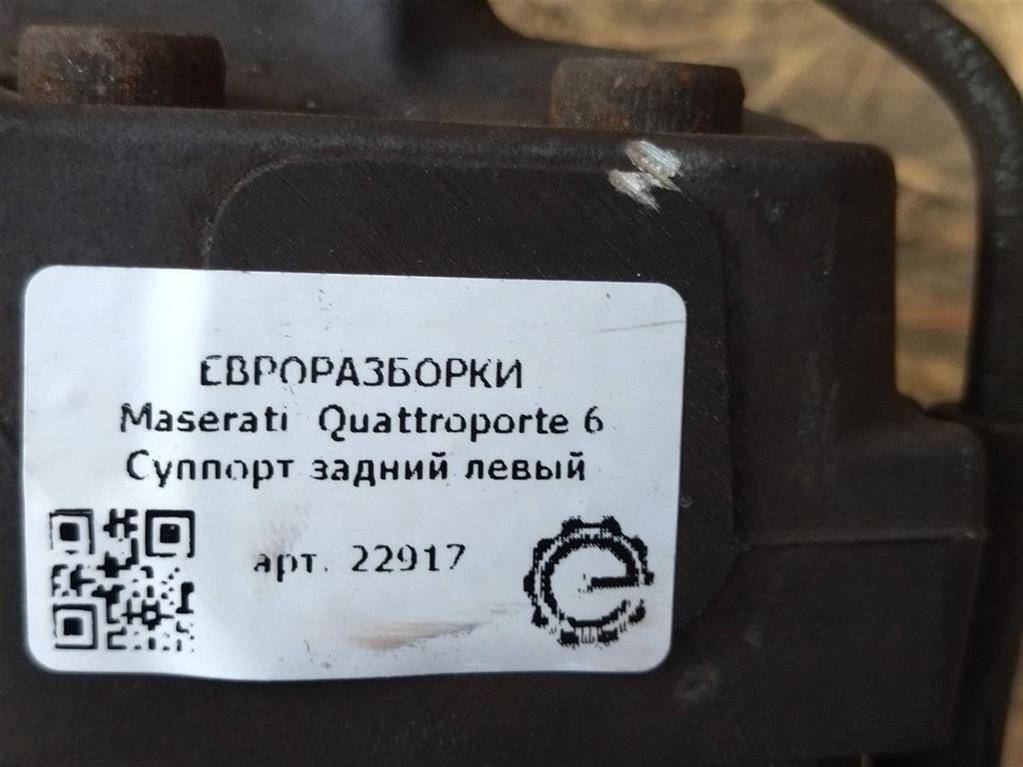 ЕВРОРАЗБОРКИ
Maserati Quattroporte 6
Суппорт задний левый
арт. 22917